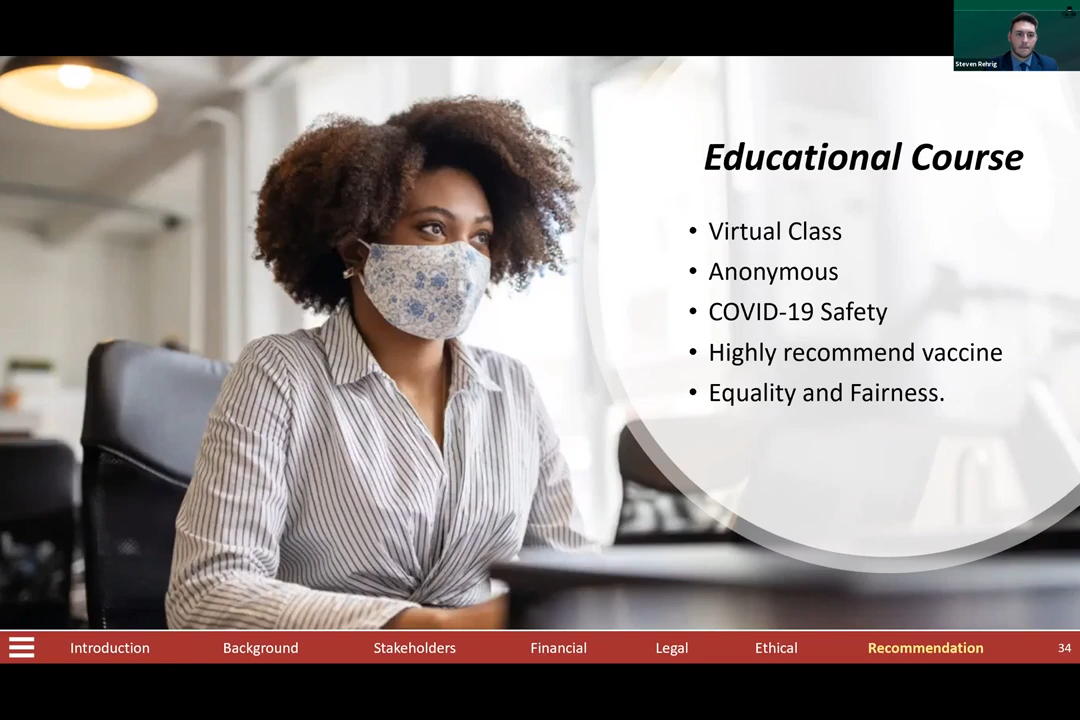 Steven Rehrig
Educational Course
• Virtual Class
• Anonymous
• COVID-19 Safety
• Highly recommend vaccine
• Equality and Fairness.
Introduction Background Stakeholders Financial Legal Ethical Recommendation 34